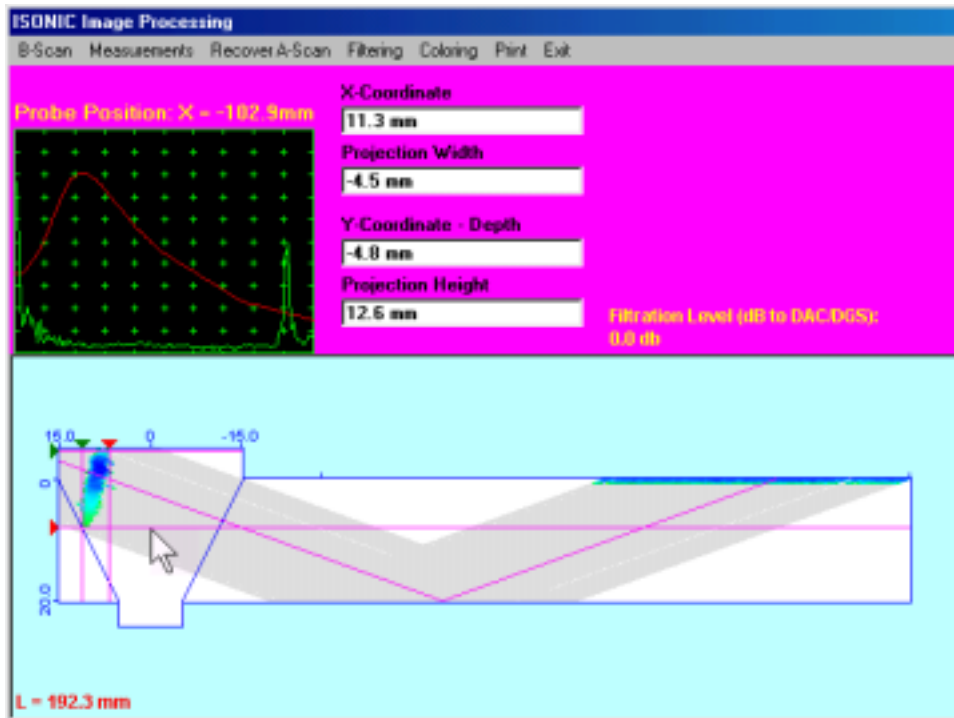 ISONIC Image Processing
B-Scan Measurements Recover A-Scan Filtering Coloring Print Exit
Probe Position: X = -102.9mm
X-Coordinate
11.3 mm
Projection Width
-4.5 mm
Y-Coordinate - Depth
-4.8 mm
Projection Height
12.6 mm
Filtration Level (dB to DAC/DGS):
0.0 db
15.0 0 -15.0
0
20.0
L = 192.3 mm